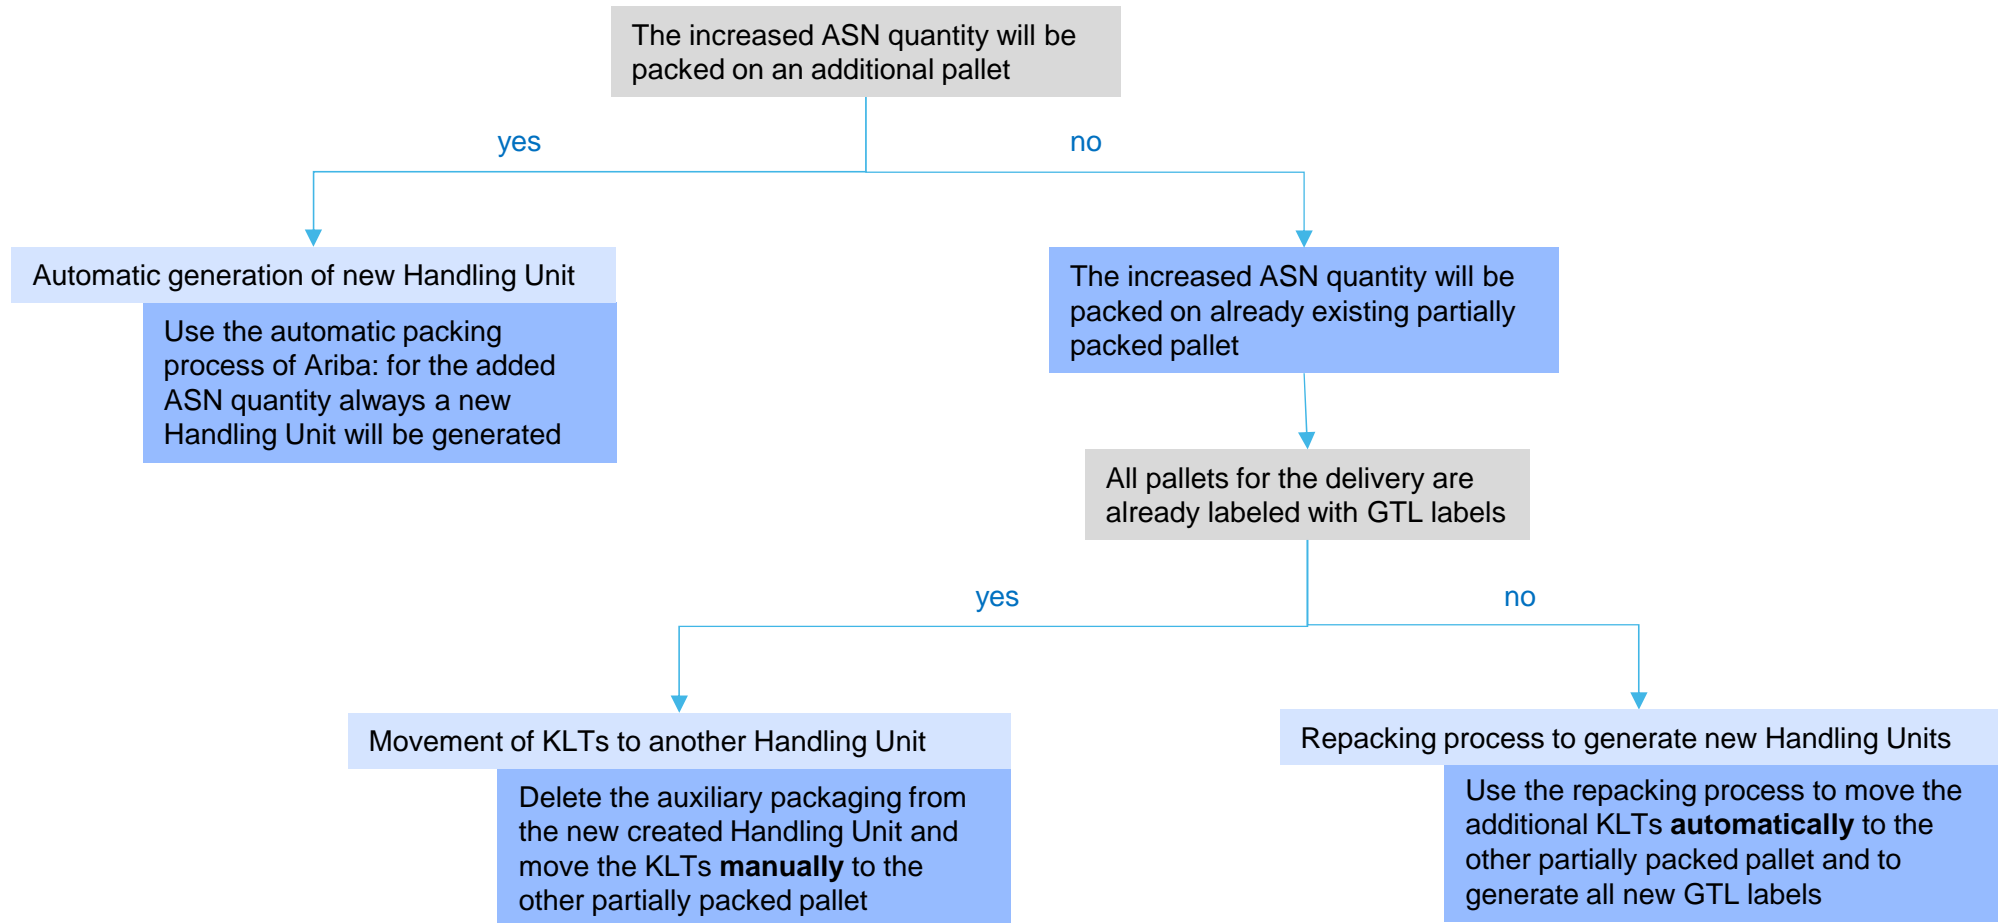 The increased ASN quantity will be
packed on an additional pallet
yes
no
Automatic generation of new Handling Unit
Use the automatic packing
process of Ariba: for the added
ASN quantity always a new
Handling Unit will be generated
The increased ASN quantity will be
packed on already existing partially
packed pallet
All pallets for the delivery are
already labeled with GTL labels
yes
no
Movement of KLTs to another Handling Unit
Delete the auxiliary packaging from
the new created Handling Unit and
move the KLTs manually to the
other partially packed pallet
Repacking process to generate new Handling Units
Use the repacking process to move the
additional KLTs automatically to the
other partially packed pallet and to
generate all new GTL labels